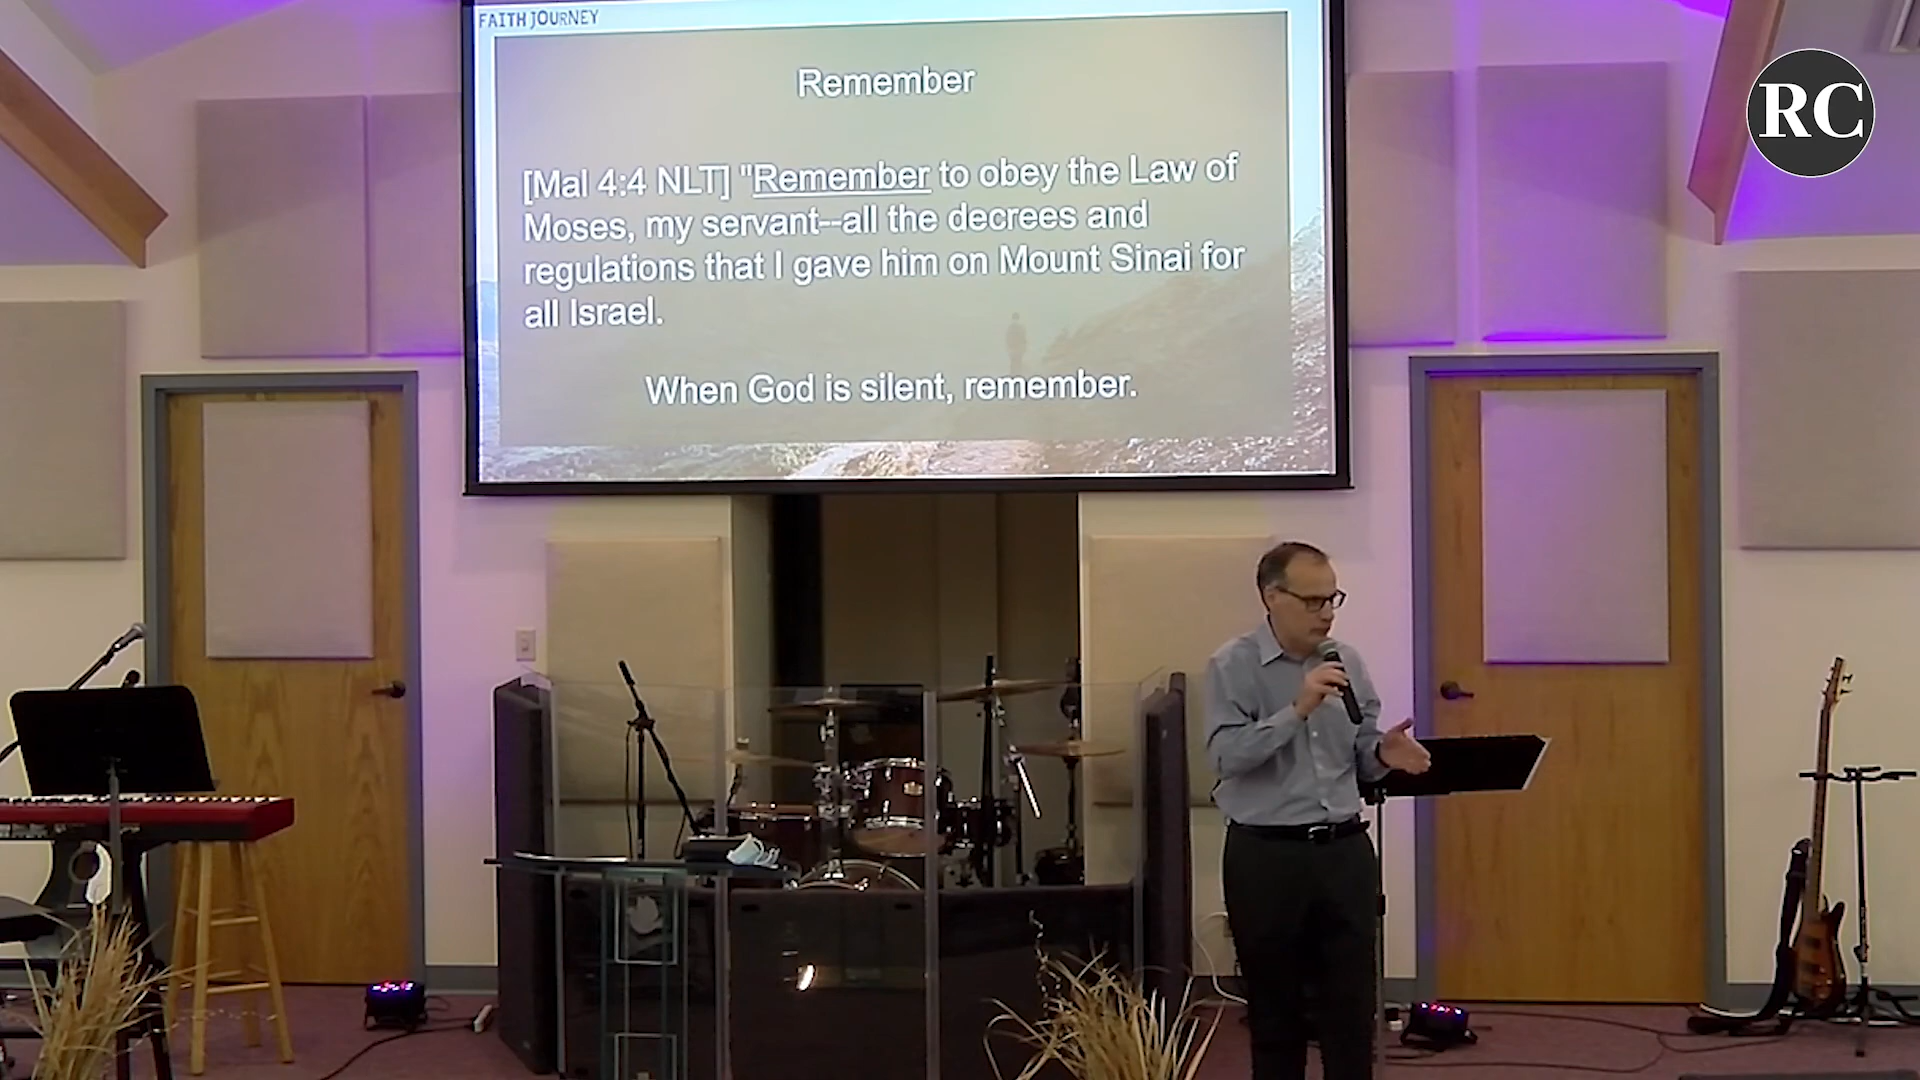 FAITH JOURNEY
Remember
[Mal 4:4 NLT] "Remember to obey the Law of
Moses, my servant--all the decrees and
regulations that I gave him on Mount Sinai for
all Israel.
When God is silent, remember.
RC